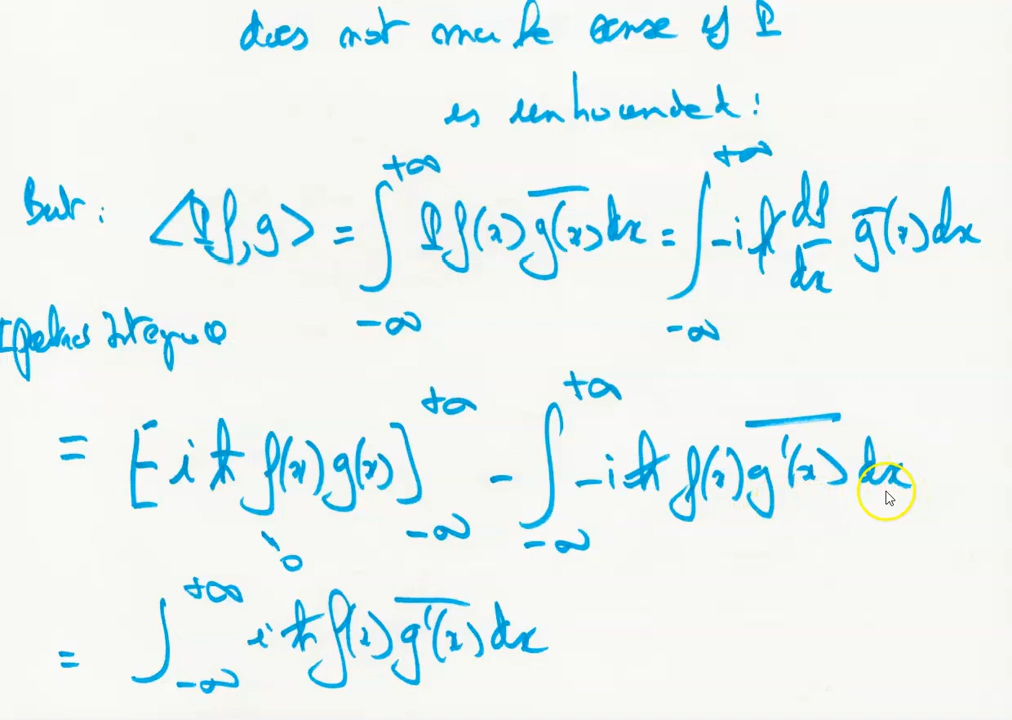 does not make sense if P
is unbounded!
But: <Pf,g> = ∫_{-∞}^{+∞} Pf(x) \overline{g(x)} dx = ∫_{-∞}^{+∞} -iħ df/dx \overline{g}(x) dx
= [-iħ f(x)g(x)]_{-∞}^{+∞} - ∫_{-∞}^{+∞} -iħ f(x) \overline{g'(x)} dx
↘0
= ∫_{-∞}^{+∞} iħ f(x) \overline{g'(x)} dx